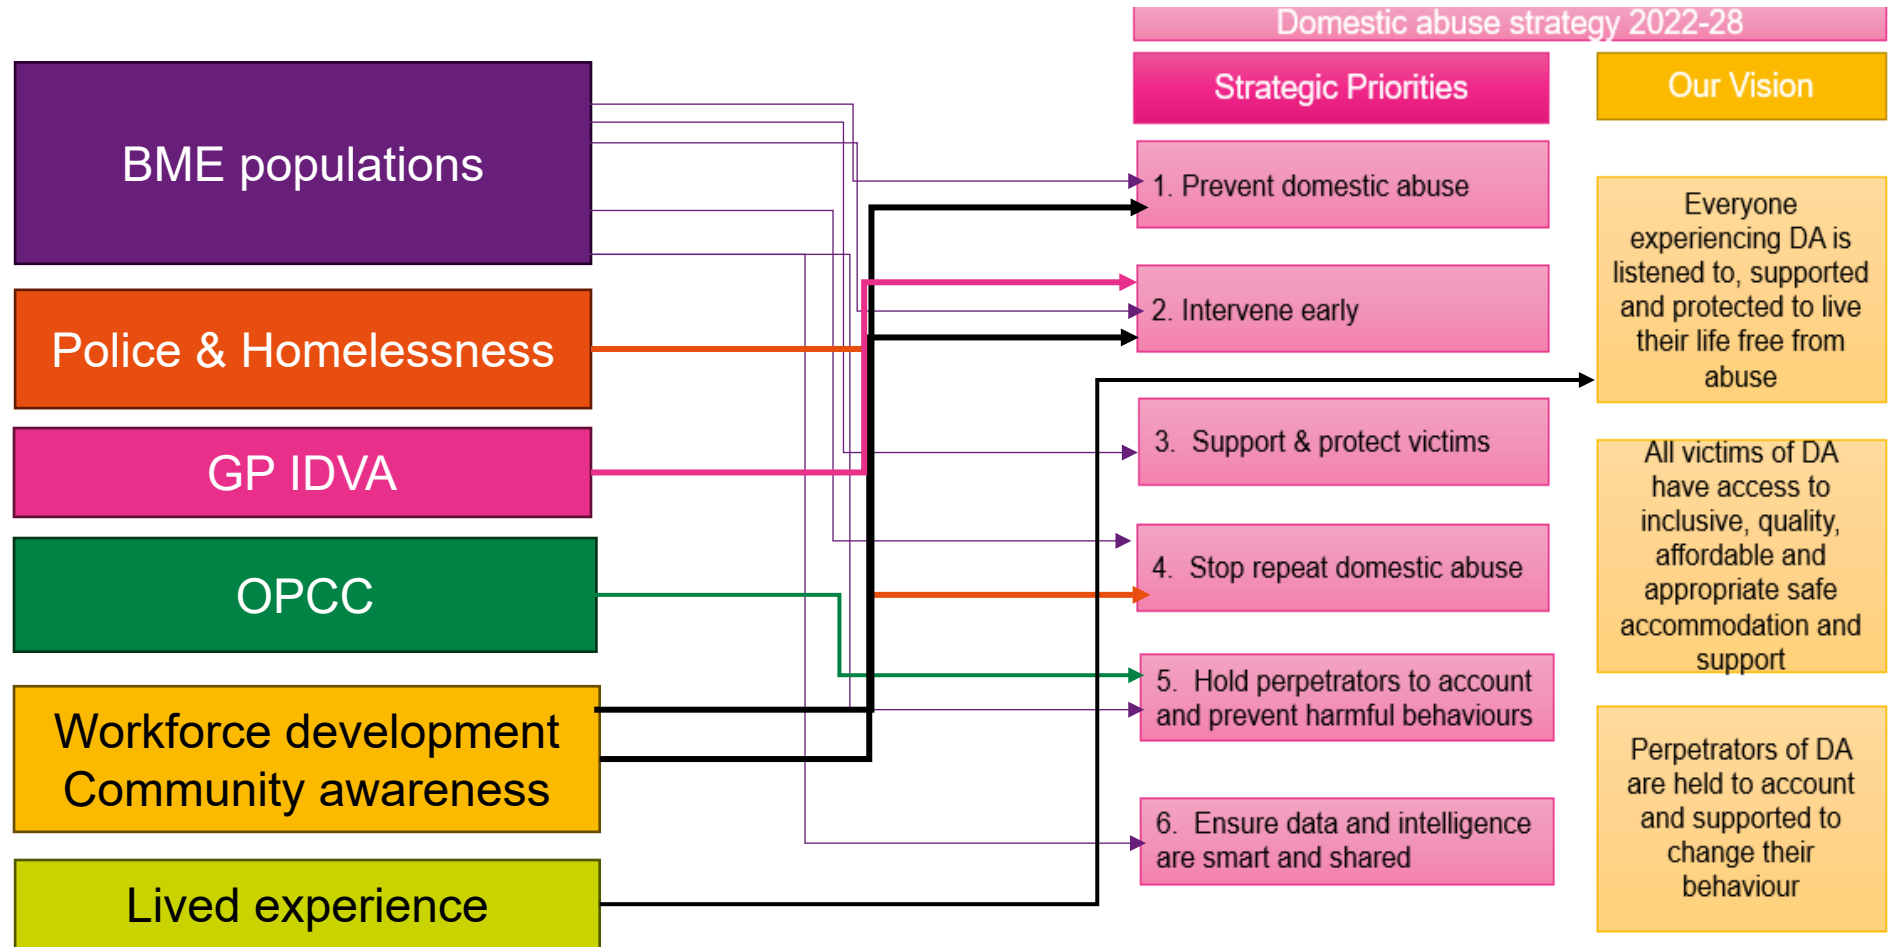 Domestic abuse strategy 2022-28
Strategic Priorities
Our Vision
BME populations
Police & Homelessness
GP IDVA
OPCC
Workforce development
Community awareness
Lived experience
1. Prevent domestic abuse
2. Intervene early
3. Support & protect victims
4. Stop repeat domestic abuse
5. Hold perpetrators to account
and prevent harmful behaviours
6. Ensure data and intelligence
are smart and shared
Everyone
experiencing DA is
listened to, supported
and protected to live
their life free from
abuse
All victims of DA
have access to
inclusive, quality,
affordable and
appropriate safe
accommodation and
support
Perpetrators of DA
are held to account
and supported to
change their
behaviour